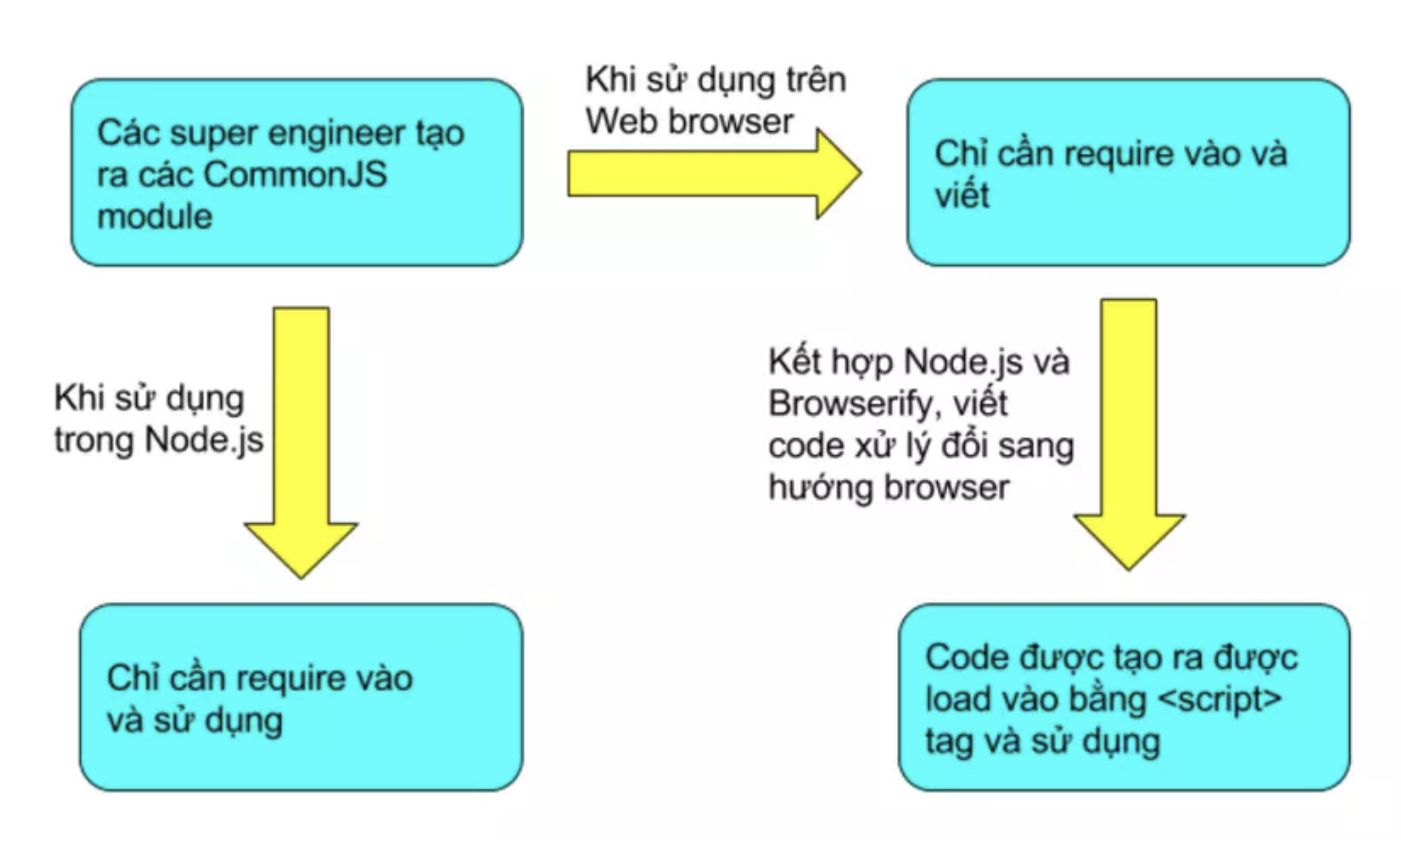 Các super engineer tạo
ra các CommonJS
module
Khi sử dụng trên
Web browser
Chỉ cần require vào và
viết
Khi sử dụng
trong Node.js
Kết hợp Node.js và
Browserify, viết
code xử lý đổi sang
hướng browser
Chỉ cần require vào
và sử dụng
Code được tạo ra được
load vào bằng <script>
tag và sử dụng